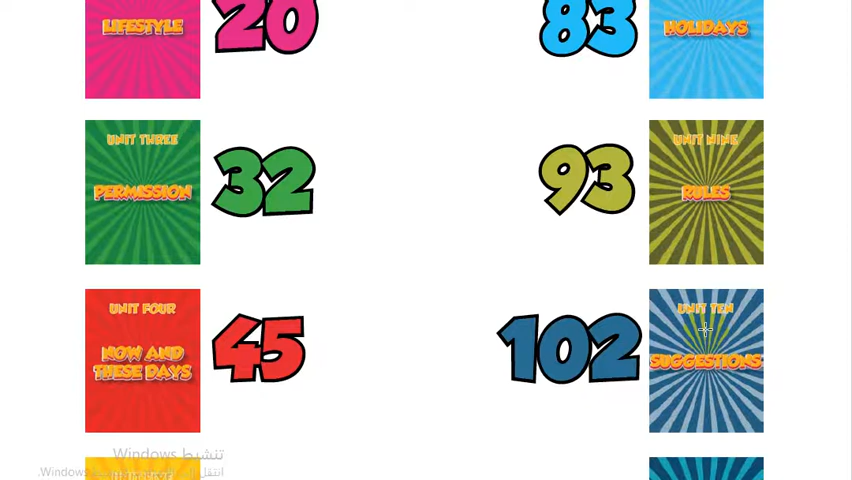 LIFESTYLE
20
83
HOLIDAYS
UNIT THREE
PERMISSION
32
93
UNIT NINE
RULES
UNIT FOUR
NOW AND
THESE DAYS
45
102
UNIT TEN
SUGGESTIONS
تنشيط Windows